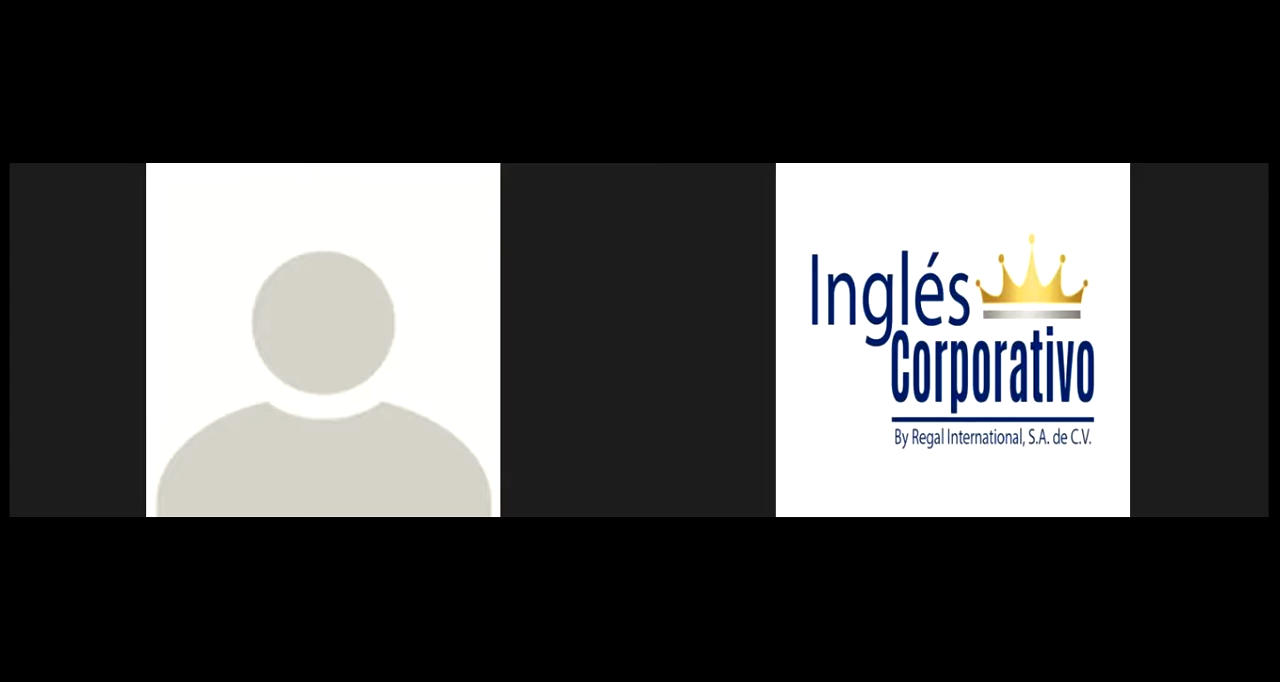 Inglés
Corporativo
By Regal International, S.A. de C.V.